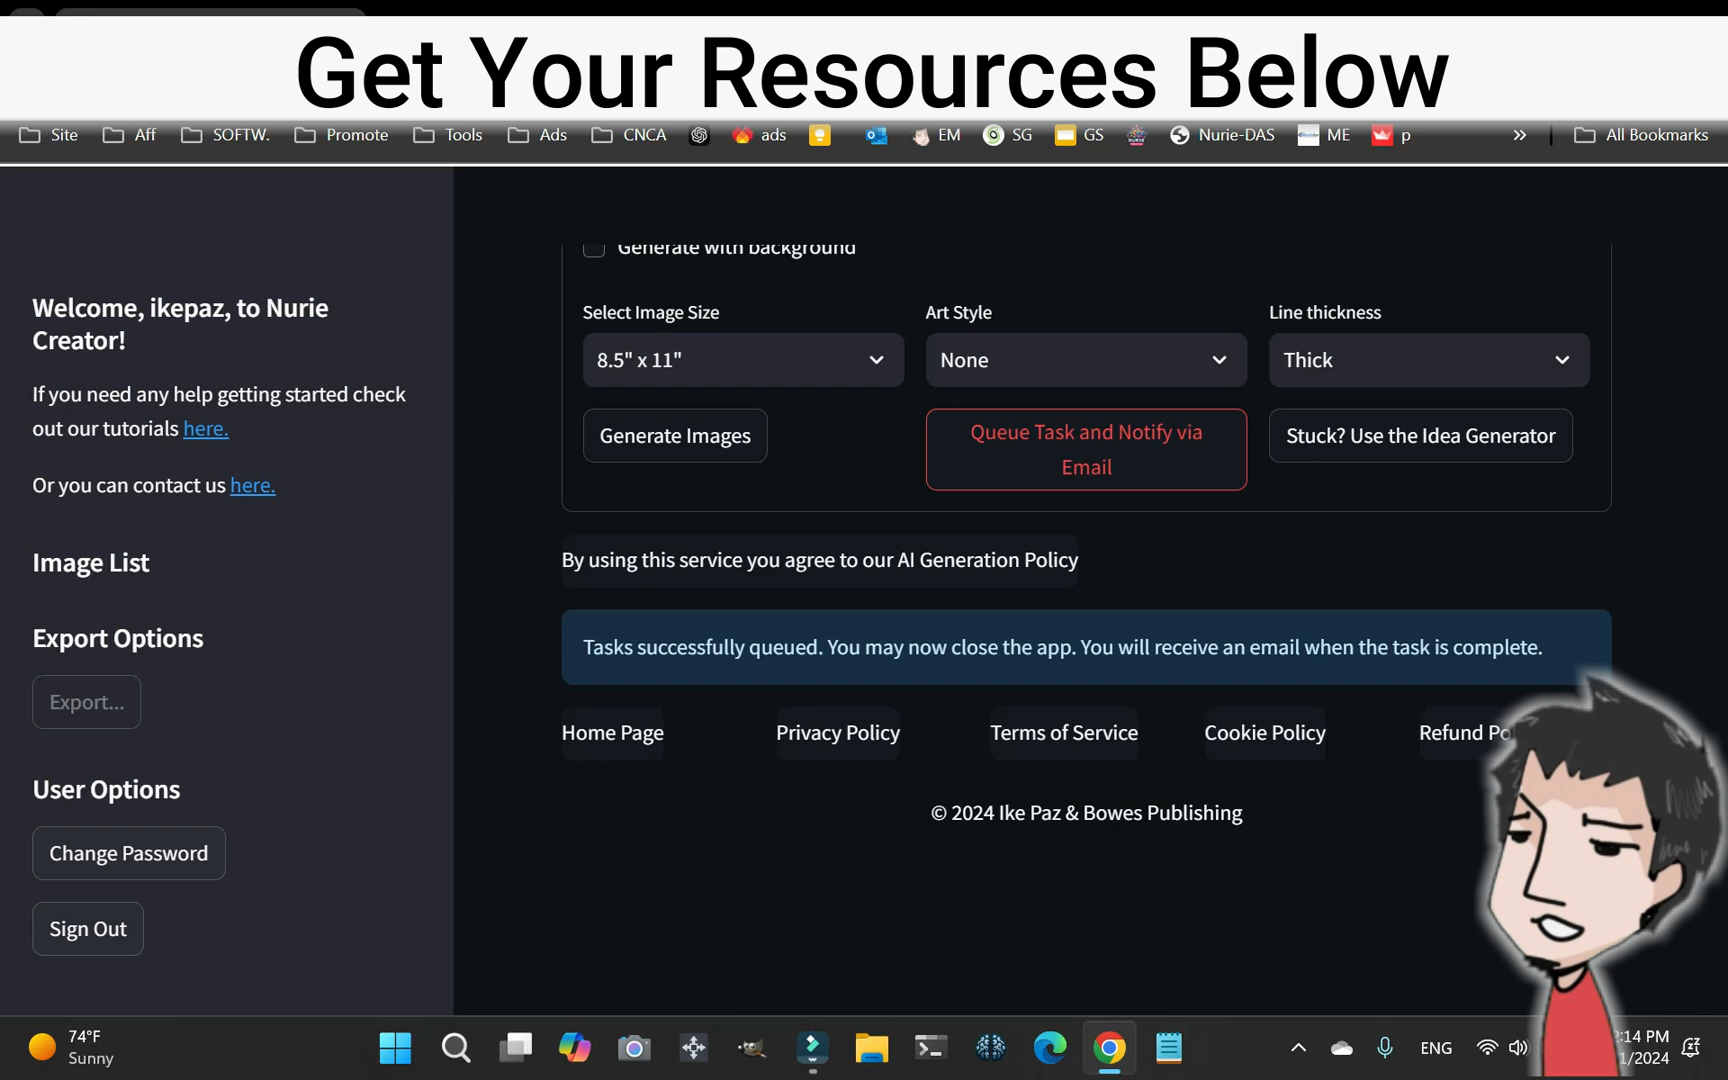 Get Your Resources Below
Site Aff SOFTW. Promote Tools Ads CNCA ads EM SG GS Nurie-DAS ME p » All Bookmarks
Welcome, ikepaz, to Nurie
Creator!
If you need any help getting started check
out our tutorials here.
Or you can contact us here.
Image List
Export Options
Export...
User Options
Change Password
Sign Out
Generate with background
Select Image Size Art Style Line thickness
8.5" x 11" None Thick
Generate Images
Queue Task and Notify via
Email
Stuck? Use the Idea Generator
By using this service you agree to our AI Generation Policy
Tasks successfully queued. You may now close the app. You will receive an email when the task is complete.
Home Page Privacy Policy Terms of Service Cookie Policy Refund
© 2024 Ike Paz & Bowes Publishing
74°F
Sunny
ENG
:14 PM
1/2024